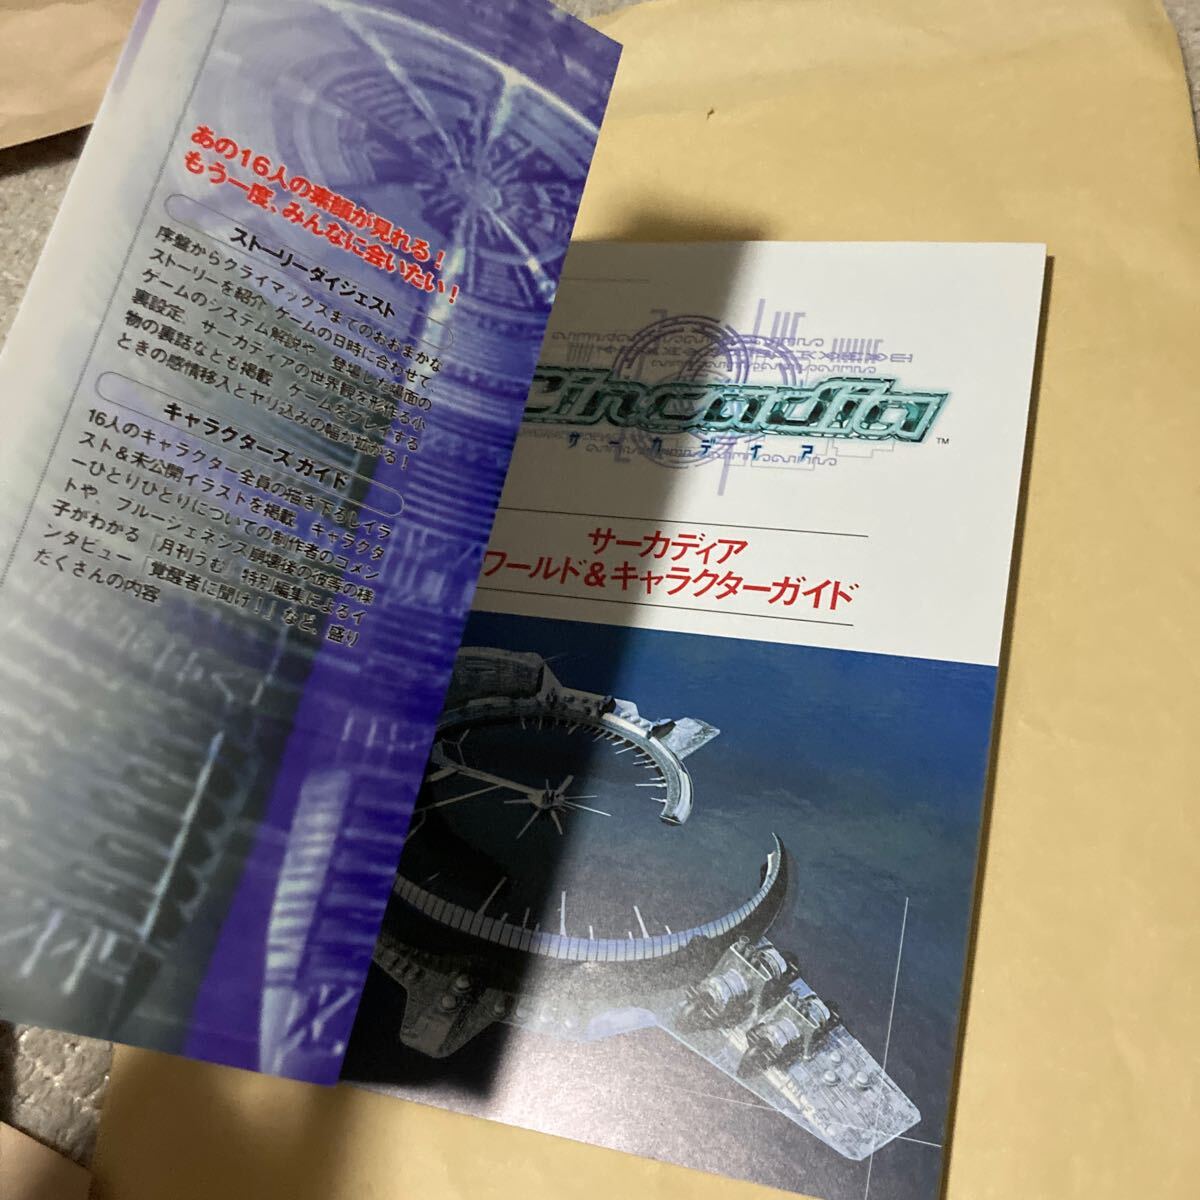 あの16人の素顔が見れる!
もう一度、みんなに会いたい!
ストーリーダイジェスト
序盤からクライマックスまでのおおまかな
ストーリーを紹介 ゲームの日時に合わせて、
ゲームのシステム解説や、登場した場面の
裏設定、サーカディアの世界観を形作る小
物の裏話なども掲載 ゲームをプレイする
ときの感情移入とヤリ込みの幅が拡がる!
キャラクターズ ガイド
16人のキャラクター全員の描き下ろしイラ
スト&未公開イラストを掲載 キャラクタ
ー ひとりひとりについての制作者のコメン
トや、ブルージェネシス崩壊後の彼等の様
子がわかる「月刊うむ」特別編集によるイ
ンタビュー「覚醒者に聞け!」など、盛り
だくさんの内容
Circadia
TM
サーカディア
サーカディア
ワールド&キャラクターガイド